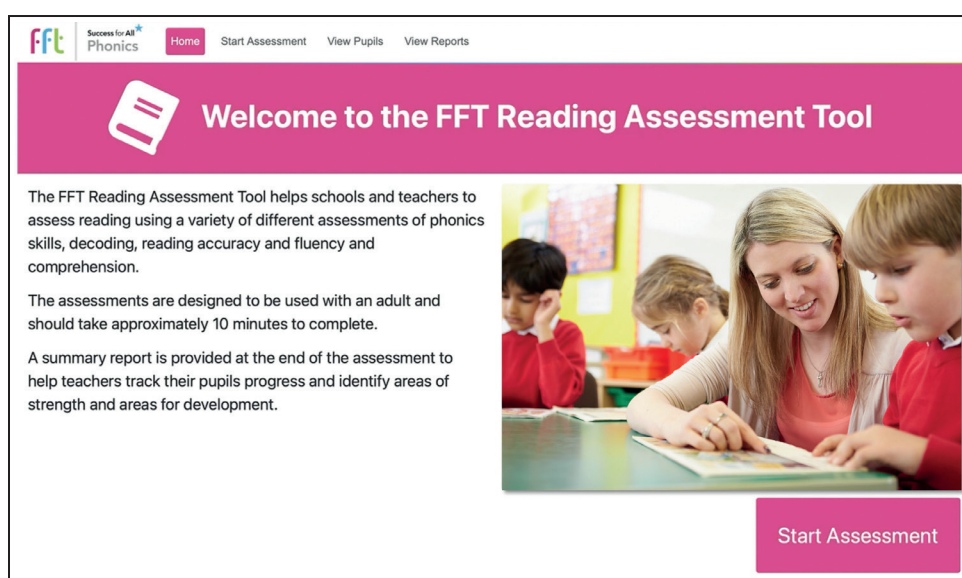 fft
Success for All
Phonics
Home
Start Assessment
View Pupils
View Reports
Welcome to the FFT Reading Assessment Tool
The FFT Reading Assessment Tool helps schools and teachers to
assess reading using a variety of different assessments of phonics
skills, decoding, reading accuracy and fluency and
comprehension.
The assessments are designed to be used with an adult and
should take approximately 10 minutes to complete.
A summary report is provided at the end of the assessment to
help teachers track their pupils progress and identify areas of
strength and areas for development.
Start Assessment